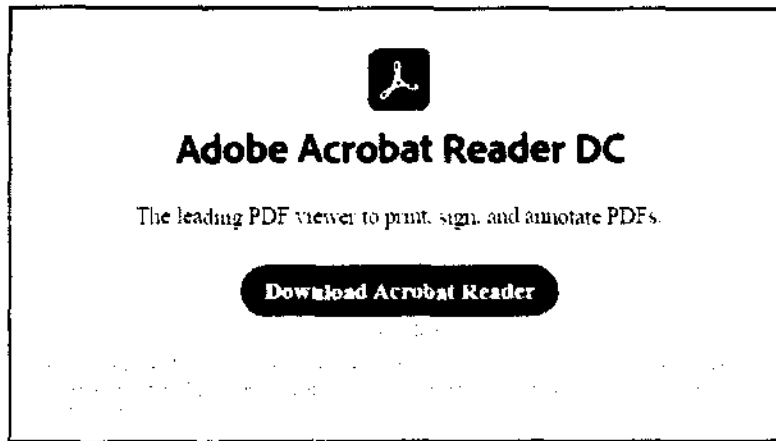 Adobe Acrobat Reader DC
The leading PDF viewer to print, sign, and annotate PDFs.
Download Acrobat Reader